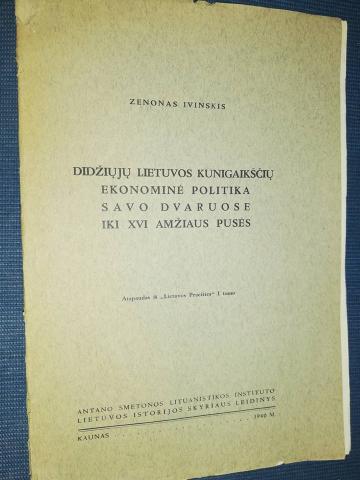 ZENONAS IVINSKIS
DIDŽIŲJŲ LIETUVOS KUNIGAIKŠČIŲ
EKONOMINĖ POLITIKA
SAVO DVARUOSE
IKI XVI AMŽIAUS PUSĖS
Atspaudas iš „Lietuvos Praeities“ I tomo
ANTANO SMETONOS LITUANISTIKOS INSTITUTO
LIETUVOS ISTORIJOS SKYRIAUS LEIDINYS
KAUNAS . . . . . . . . . . . . . . . . . . . . 1940 M.